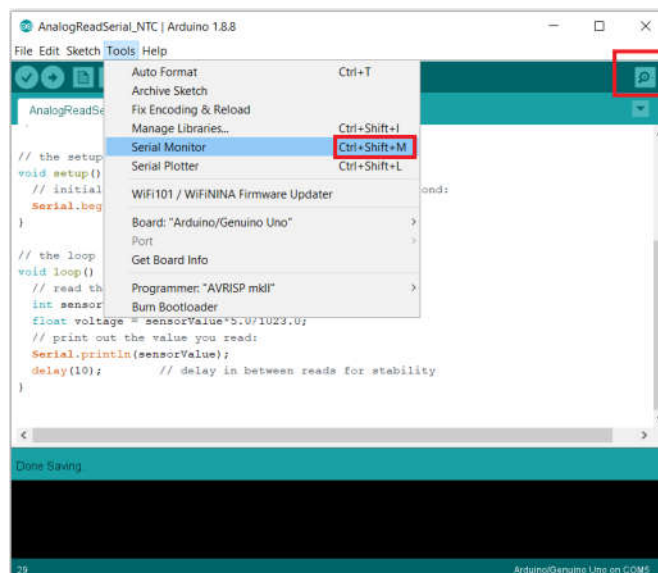 AnalogReadSerial_NTC | Arduino 1.8.8
File Edit Sketch Tools Help
Auto Format Ctrl+T
Archive Sketch
Fix Encoding & Reload
Manage Libraries... Ctrl+Shift+I
Serial Monitor Ctrl+Shift+M
Serial Plotter Ctrl+Shift+L
WiFi101 / WiFiNINA Firmware Updater
Board: "Arduino/Genuino Uno"
Port
Get Board Info
Programmer: "AVRISP mkII"
Burn Bootloader
AnalogReadSe
// the setup
void setup()
// initial ond:
Serial.beg
}
// the loop
void loop()
// read th
int sensor
float voltage = sensorValue*5.0/1023.0;
// print out the value you read:
Serial.println(sensorValue);
delay(10); // delay in between reads for stability
}
Done Saving.
29 Arduino/Genuino Uno on COM5